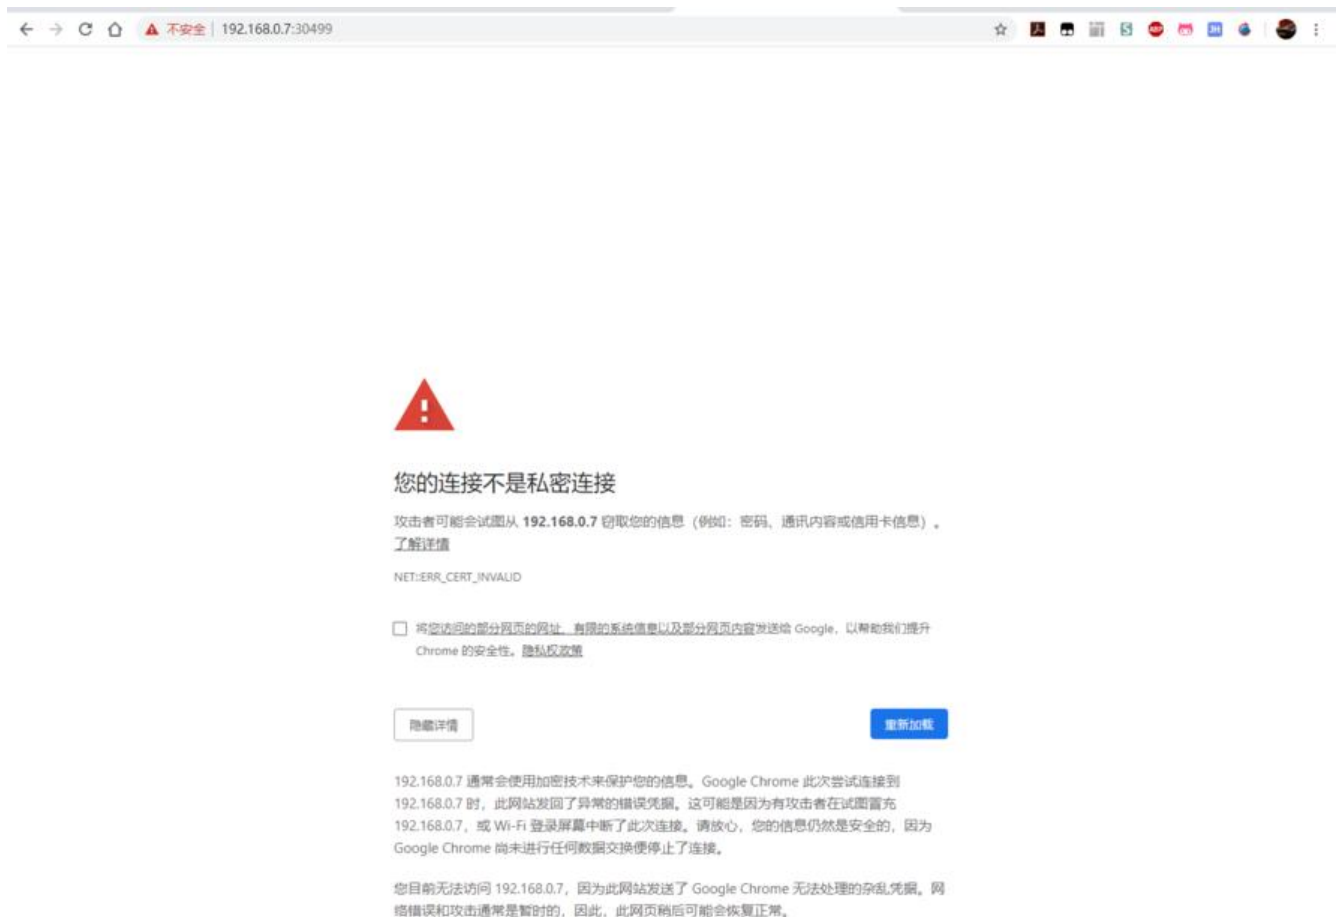 不安全 192.168.0.7:30499
您的连接不是私密连接
攻击者可能会试图从 192.168.0.7 窃取您的信息（例如：密码、通讯内容或信用卡信息）。
了解详情
NET::ERR_CERT_INVALID
将您访问的部分网页的网址、有限的系统信息以及部分网页内容发送给 Google，以帮助我们提升
Chrome 的安全性。隐私权政策
隐藏详情 重新加载
192.168.0.7 通常会使用加密技术来保护您的信息。Google Chrome 此次尝试连接到
192.168.0.7 时，此网站发回了异常的错误凭据。这可能是因为有攻击者在试图冒充
192.168.0.7，或 Wi-Fi 登录屏幕中断了此次连接。请放心，您的信息仍然是安全的，因为
Google Chrome 尚未进行任何数据交换便停止了连接。
您目前无法访问 192.168.0.7，因为此网站发送了 Google Chrome 无法处理的杂乱凭据。网
络错误和攻击通常是暂时的，因此，此网页稍后可能会恢复正常。